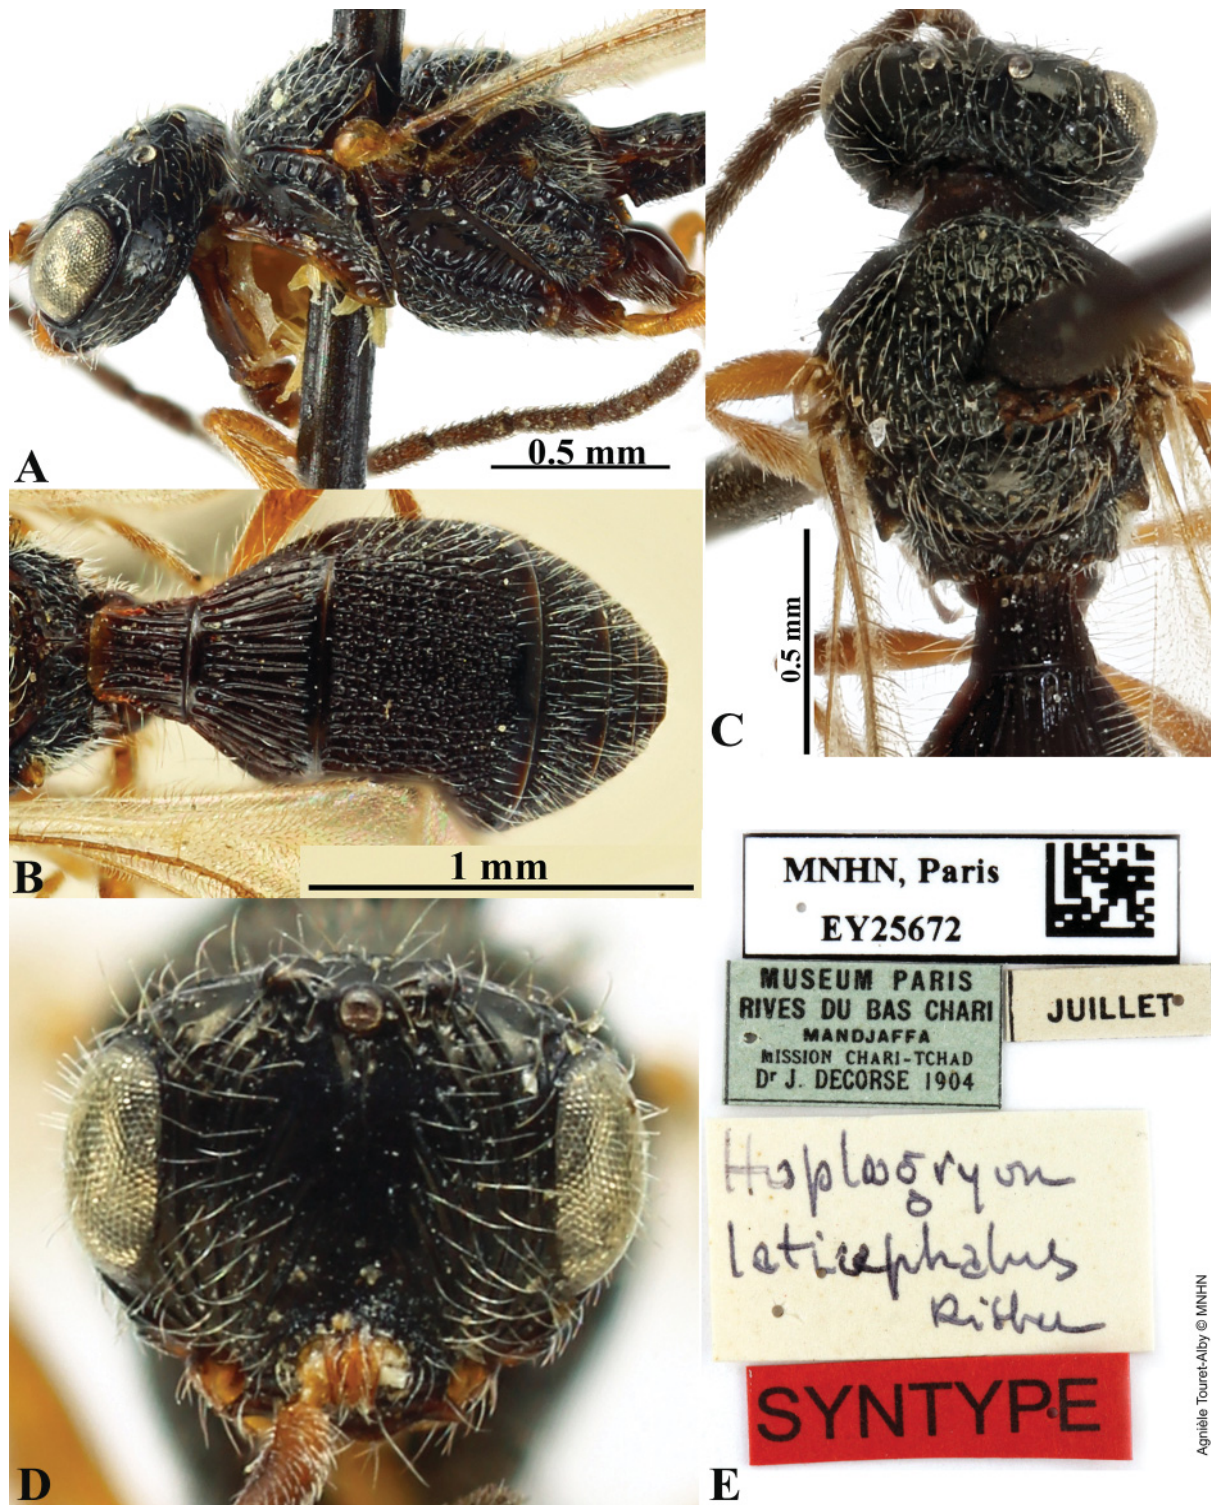 A
0.5 mm
B
1 mm
C
0.5 mm
D
MNHN, Paris
EY25672
MUSEUM PARIS
RIVES DU BAS CHARI
MANDJAFFA
MISSION CHARI-TCHAD
Dr J. DECORSE 1904
JUILLET
Hoplogryon
laticephalus
Risbec
SYNTYPE
E
Agnièle Touret-Alby © MNHN